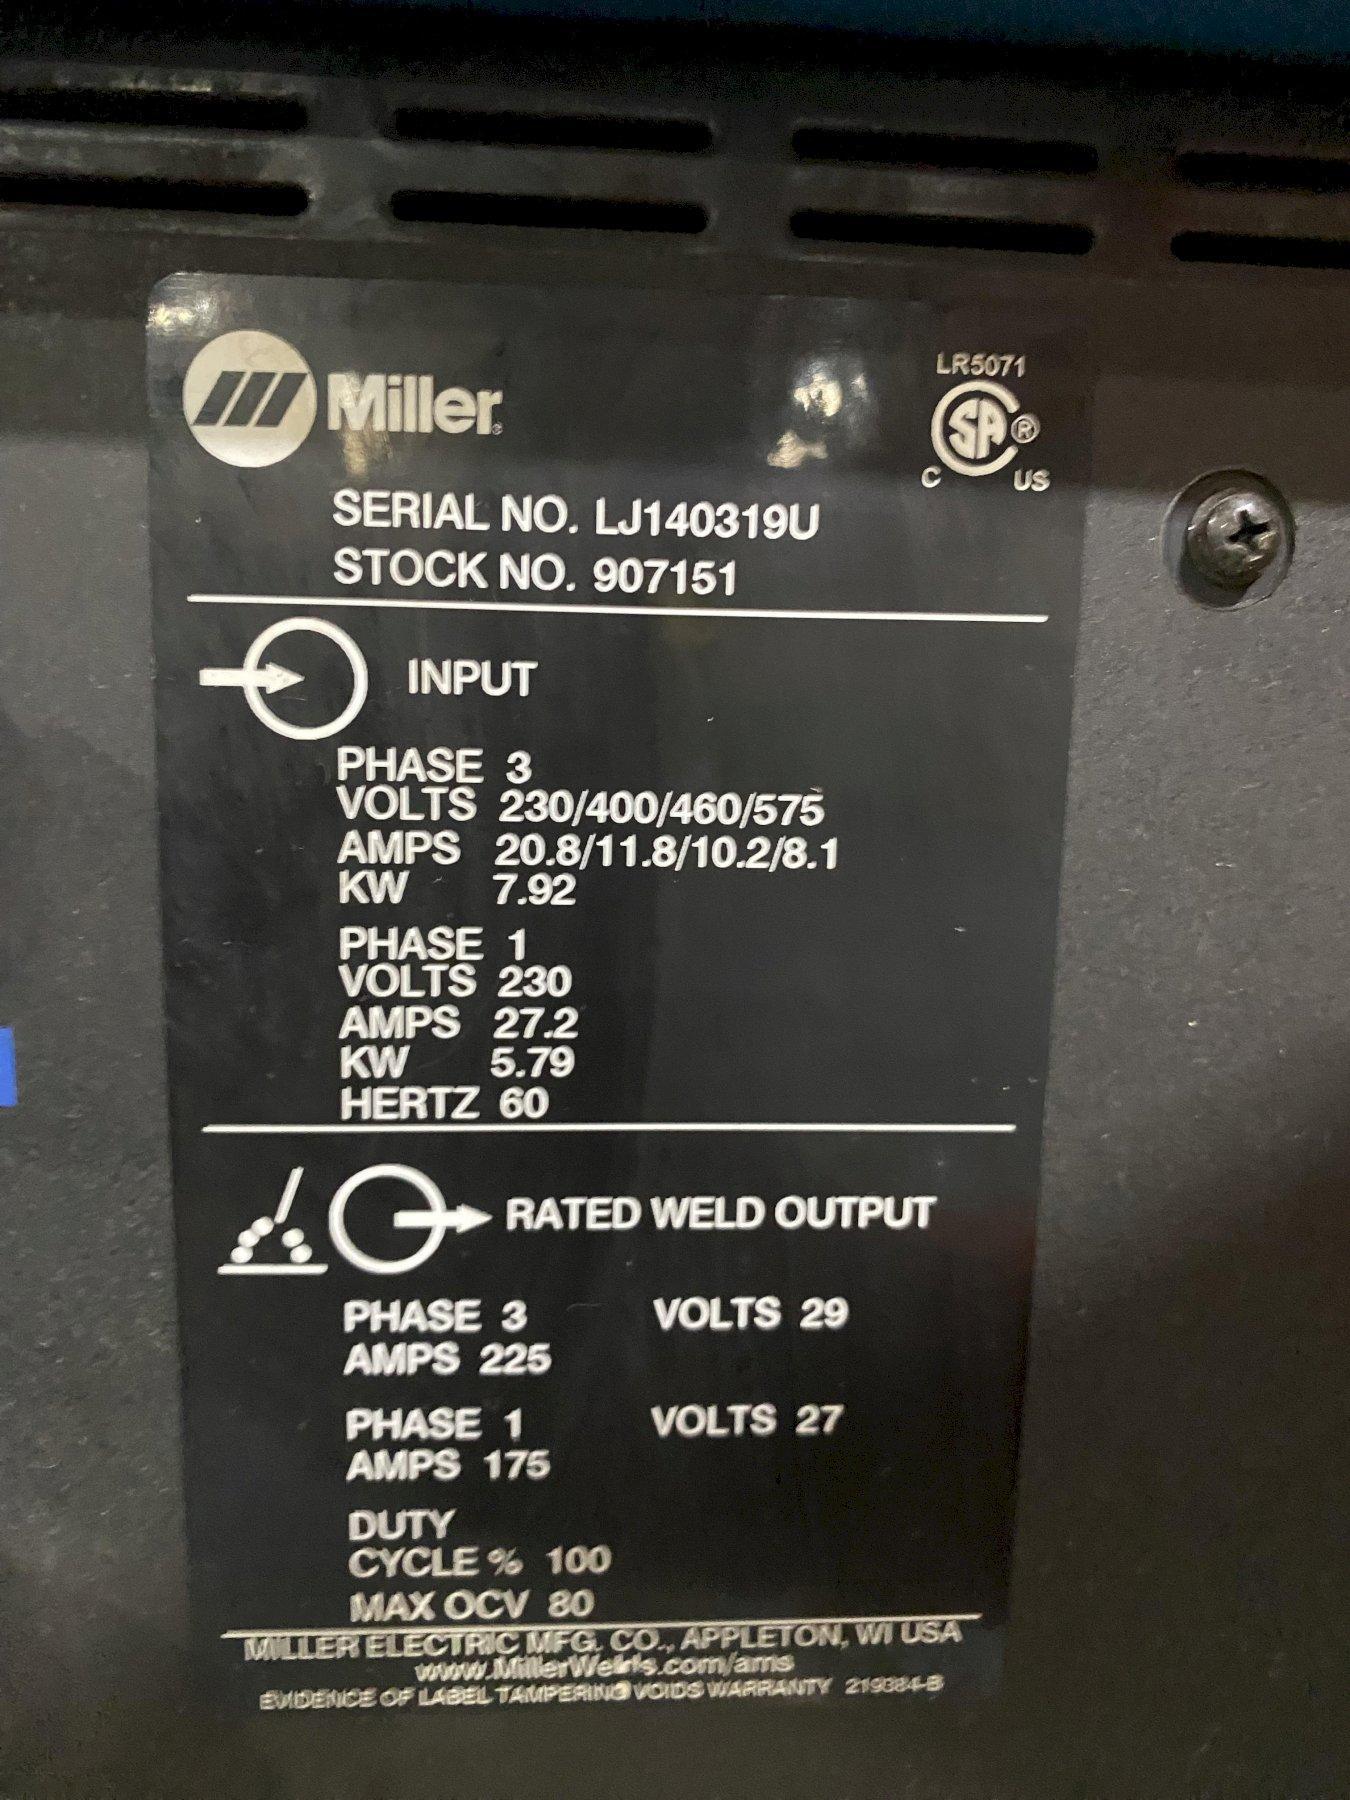 Miller®
LR5071
SA ®
C US
SERIAL NO. LJ140319U
STOCK NO. 907151
INPUT
PHASE 3
VOLTS 230/400/460/575
AMPS 20.8/11.8/10.2/8.1
KW 7.92
PHASE 1
VOLTS 230
AMPS 27.2
KW 5.79
HERTZ 60
RATED WELD OUTPUT
PHASE 3 VOLTS 29
AMPS 225
PHASE 1 VOLTS 27
AMPS 175
DUTY
CYCLE % 100
MAX OCV 80
MILLER ELECTRIC MFG. CO., APPLETON, WI USA
www.MillerWelds.com/ams
EVIDENCE OF LABEL TAMPERING VOIDS WARRANTY 219384-B